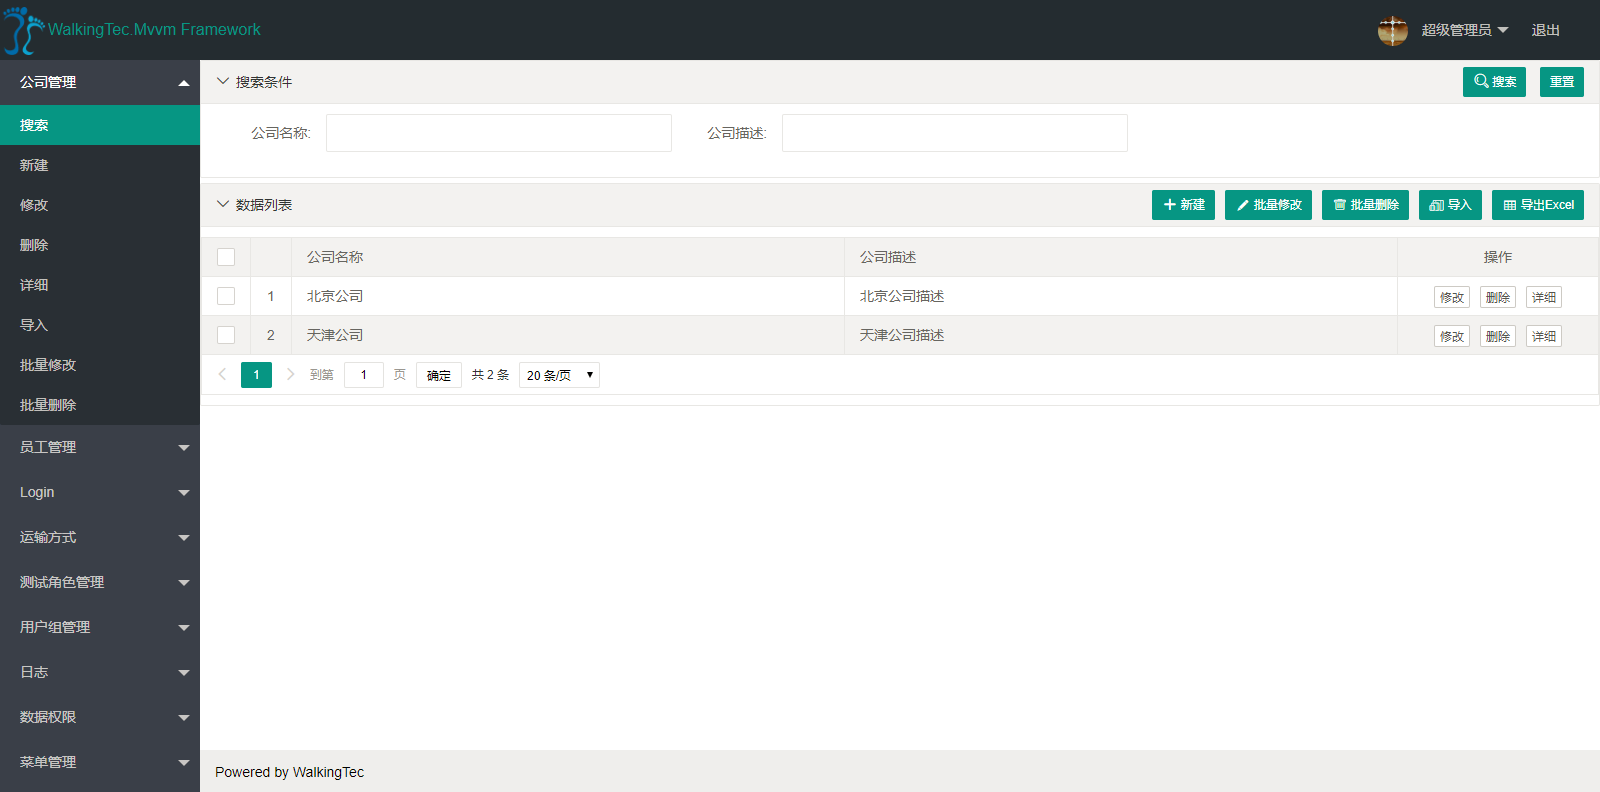 WalkingTec.Mvvm Framework
超级管理员 退出
公司管理
搜索
新建
修改
删除
详细
导入
批量修改
批量删除
员工管理
Login
运输方式
测试角色管理
用户组管理
日志
数据权限
菜单管理
搜索条件 搜索 重置
公司名称: 公司描述:
数据列表 新建 批量修改 批量删除 导入 导出Excel
公司名称 公司描述 操作
1 北京公司 北京公司描述 修改 删除 详细
2 天津公司 天津公司描述 修改 删除 详细
1 到第 1 页 确定 共 2 条 20 条/页
Powered by WalkingTec